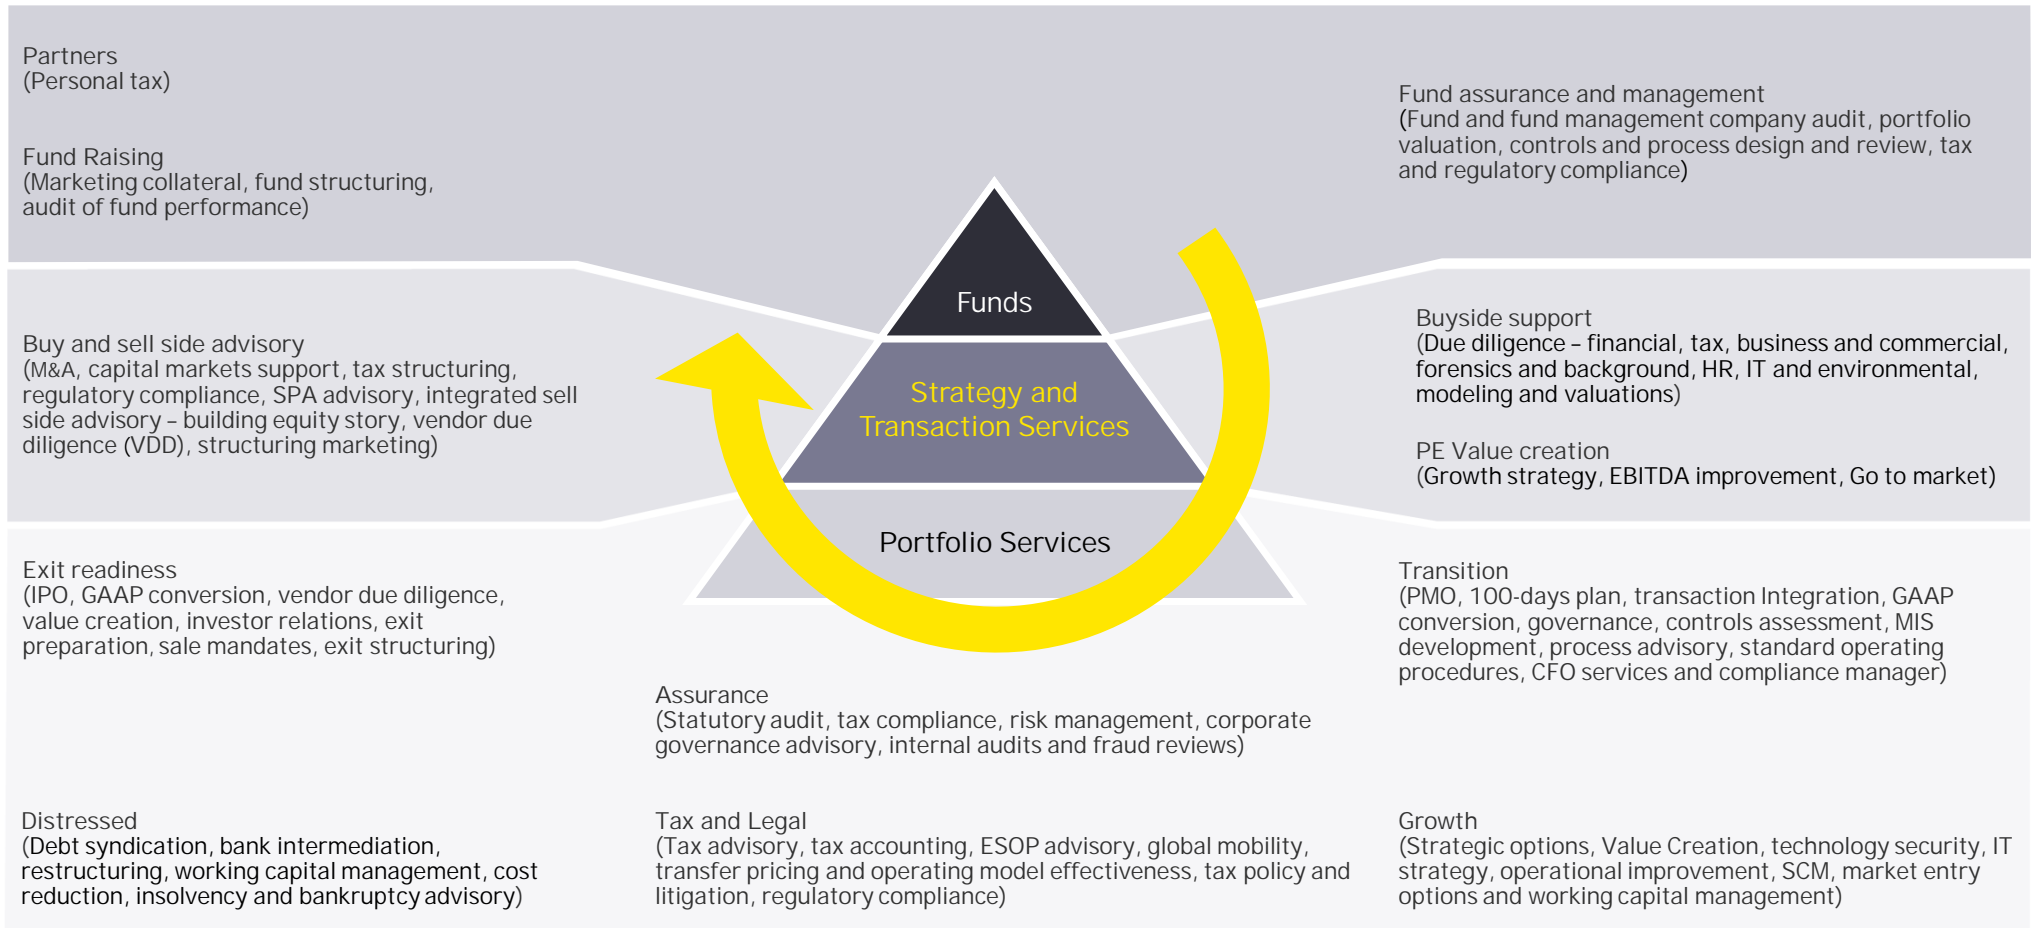 Partners
(Personal tax)
Fund Raising
(Marketing collateral, fund structuring,
audit of fund performance)
Fund assurance and management
(Fund and fund management company audit, portfolio
valuation, controls and process design and review, tax
and regulatory compliance)
Funds
Buy and sell side advisory
(M&A, capital markets support, tax structuring,
regulatory compliance, SPA advisory, integrated sell
side advisory – building equity story, vendor due
diligence (VDD), structuring marketing)
Strategy and
Transaction Services
Buyside support
(Due diligence – financial, tax, business and commercial,
forensics and background, HR, IT and environmental,
modeling and valuations)
PE Value creation
(Growth strategy, EBITDA improvement, Go to market)
Portfolio Services
Exit readiness
(IPO, GAAP conversion, vendor due diligence,
value creation, investor relations, exit
preparation, sale mandates, exit structuring)
Transition
(PMO, 100-days plan, transaction Integration, GAAP
conversion, governance, controls assessment, MIS
development, process advisory, standard operating
procedures, CFO services and compliance manager)
Assurance
(Statutory audit, tax compliance, risk management, corporate
governance advisory, internal audits and fraud reviews)
Distressed
(Debt syndication, bank intermediation,
restructuring, working capital management, cost
reduction, insolvency and bankruptcy advisory)
Tax and Legal
(Tax advisory, tax accounting, ESOP advisory, global mobility,
transfer pricing and operating model effectiveness, tax policy and
litigation, regulatory compliance)
Growth
(Strategic options, Value Creation, technology security, IT
strategy, operational improvement, SCM, market entry
options and working capital management)